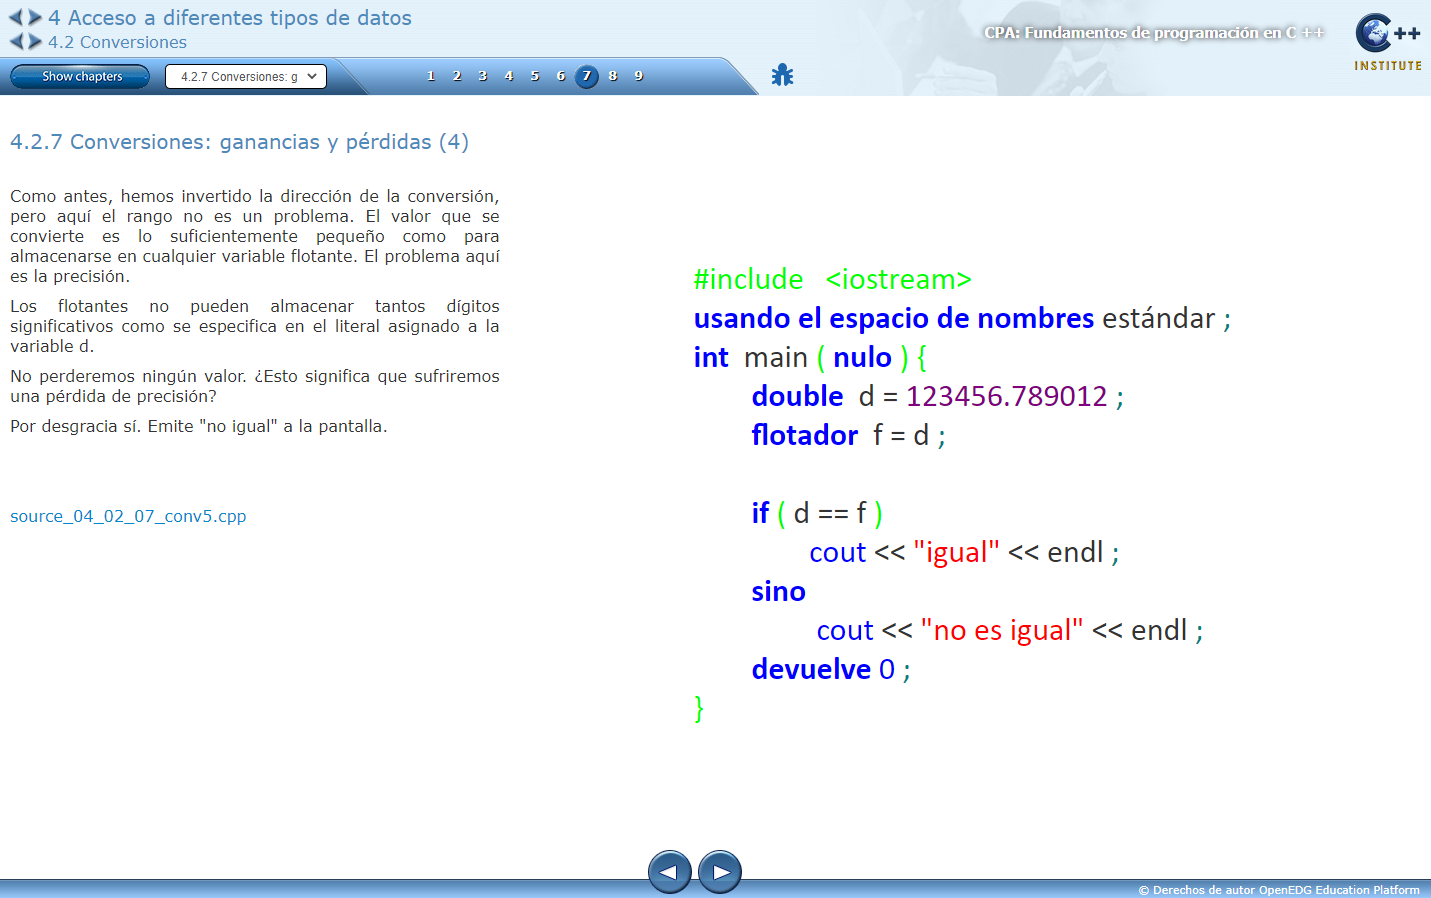 4 Acceso a diferentes tipos de datos
4.2 Conversiones
CPA: Fundamentos de programación en C ++
C++
INSTITUTE
Show chapters
4.2.7 Conversiones: g
1 2 3 4 5 6 7 8 9
4.2.7 Conversiones: ganancias y pérdidas (4)
Como antes, hemos invertido la dirección de la conversión,
pero aquí el rango no es un problema. El valor que se
convierte es lo suficientemente pequeño como para
almacenarse en cualquier variable flotante. El problema aquí
es la precisión.
Los flotantes no pueden almacenar tantos dígitos
significativos como se especifica en el literal asignado a la
variable d.
No perderemos ningún valor. ¿Esto significa que sufriremos
una pérdida de precisión?
Por desgracia sí. Emite "no igual" a la pantalla.
source_04_02_07_conv5.cpp
#include <iostream>
usando el espacio de nombres estándar ;
int main ( nulo ) {
double d = 123456.789012 ;
flotador f = d ;
if ( d == f )
cout << "igual" << endl ;
sino
cout << "no es igual" << endl ;
devuelve 0 ;
}
© Derechos de autor OpenEDG Education Platform